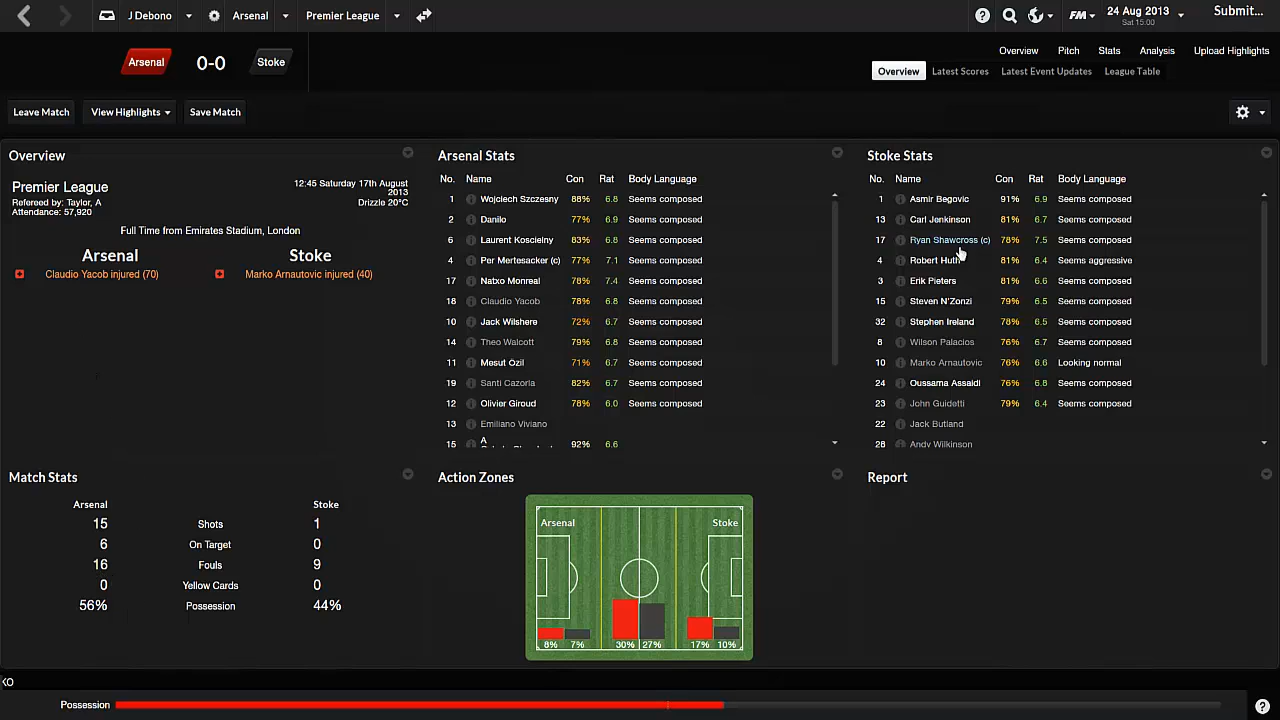 J Debono Arsenal Premier League FM 24 Aug 2013 Submit...
Sat 15:00
Arsenal 0-0 Stoke
Overview Pitch Stats Analysis Upload Highlights
Overview Latest Scores Latest Event Updates League Table
Leave Match View Highlights Save Match
Overview
Premier League
Refereed by: Taylor, A
Attendance: 57,920
12:45 Saturday 17th August
2013
Drizzle 20°C
Full Time from Emirates Stadium, London
Arsenal Stoke
Claudio Yacob injured (70) Marko Arnautovic injured (40)
Arsenal Stats
No. Name Con Rat Body Language
1 Wojciech Szczesny 88% 6.8 Seems composed
2 Danilo 77% 6.9 Seems composed
6 Laurent Koscielny 83% 6.8 Seems composed
4 Per Mertesacker (c) 77% 7.1 Seems composed
17 Natxo Monreal 78% 7.4 Seems composed
18 Claudio Yacob 78% 6.8 Seems composed
10 Jack Wilshere 72% 6.7 Seems composed
14 Theo Walcott 79% 6.8 Seems composed
11 Mesut Özil 71% 6.7 Seems composed
19 Santi Cazorla 82% 6.7 Seems composed
12 Olivier Giroud 78% 6.0 Seems composed
13 Emiliano Viviano
15 A 92% 6.6
Stoke Stats
No. Name Con Rat Body Language
1 Asmir Begovic 91% 6.9 Seems composed
13 Carl Jenkinson 81% 6.7 Seems composed
17 Ryan Shawcross (c) 78% 7.5 Seems composed
4 Robert Huth 81% 6.4 Seems aggressive
3 Erik Pieters 81% 6.6 Seems composed
15 Steven N'Zonzi 79% 6.5 Seems composed
32 Stephen Ireland 78% 6.5 Seems composed
8 Wilson Palacios 76% 6.7 Seems composed
10 Marko Arnautovic 76% 6.6 Looking normal
24 Oussama Assaidi 76% 6.8 Seems composed
23 John Guidetti 79% 6.4 Seems composed
22 Jack Butland
28 Andy Wilkinson
Match Stats
Arsenal Stoke
15 Shots 1
6 On Target 0
16 Fouls 9
0 Yellow Cards 0
56% Possession 44%
Action Zones
Arsenal Stoke
8% 7% 30% 27% 17% 10%
Report
KO
Possession